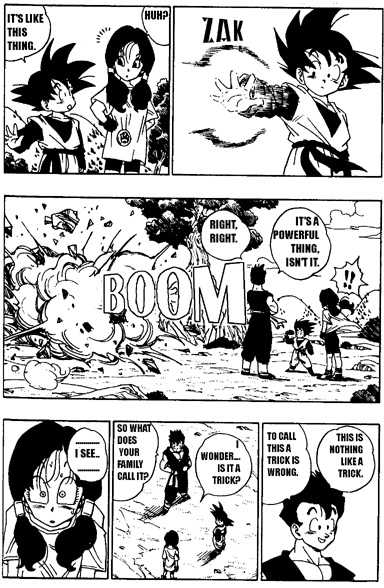 IT'S LIKE
THIS
THING.
HUH?
ZAK
RIGHT,
RIGHT.
IT'S A
POWERFUL
THING,
ISN'T IT.
!!
BOOM
............
I SEE..
............
SO WHAT
DOES
YOUR
FAMILY
CALL IT?
I
WONDER...
IS IT A
TRICK?
TO CALL
THIS A
TRICK IS
WRONG.
THIS IS
NOTHING
LIKE A
TRICK.